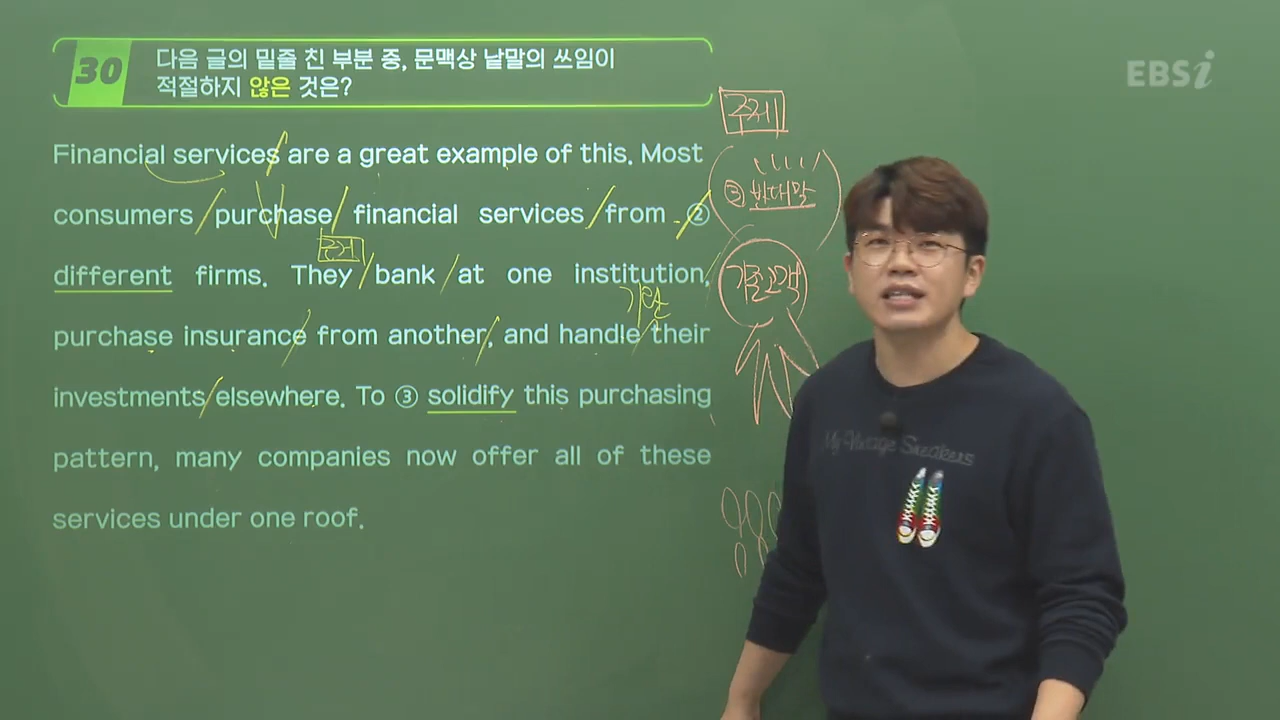 30
다음 글의 밑줄 친 부분 중, 문맥상 낱말의 쓰임이
적절하지 않은 것은?
EBSi
Financial services are a great example of this. Most
consumers purchase financial services from ②
different firms. They bank at one institution,
purchase insurance from another, and handle their
investments elsewhere. To ③ solidify this purchasing
pattern, many companies now offer all of these
services under one roof.
주제
③ 반대말
기존고객
My Vintage Sneakers